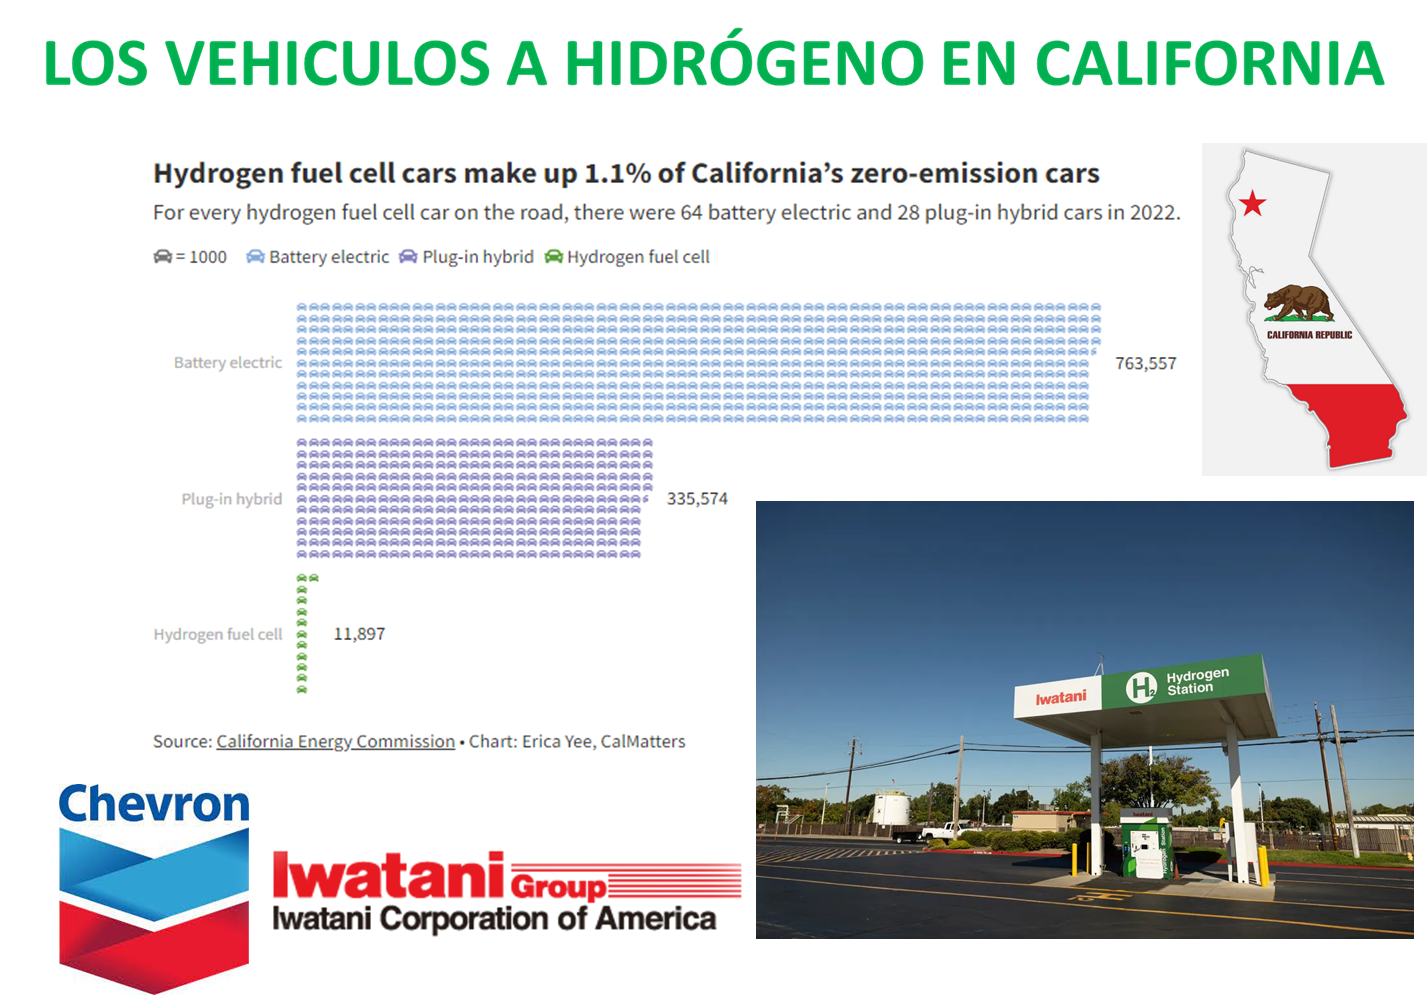 LOS VEHICULOS A HIDRÓGENO EN CALIFORNIA
Hydrogen fuel cell cars make up 1.1% of California's zero-emission cars
For every hydrogen fuel cell car on the road, there were 64 battery electric and 28 plug-in hybrid cars in 2022.
= 1000 Battery electric Plug-in hybrid Hydrogen fuel cell
Battery electric 763,557
Plug-in hybrid 335,574
Hydrogen fuel cell 11,897
Source: California Energy Commission • Chart: Erica Yee, CalMatters
CALIFORNIA REPUBLIC
Iwatani
H2 Hydrogen
Station
Iwatani
Hydrogen Station
H
Chevron
Iwatani Group
Iwatani Corporation of America